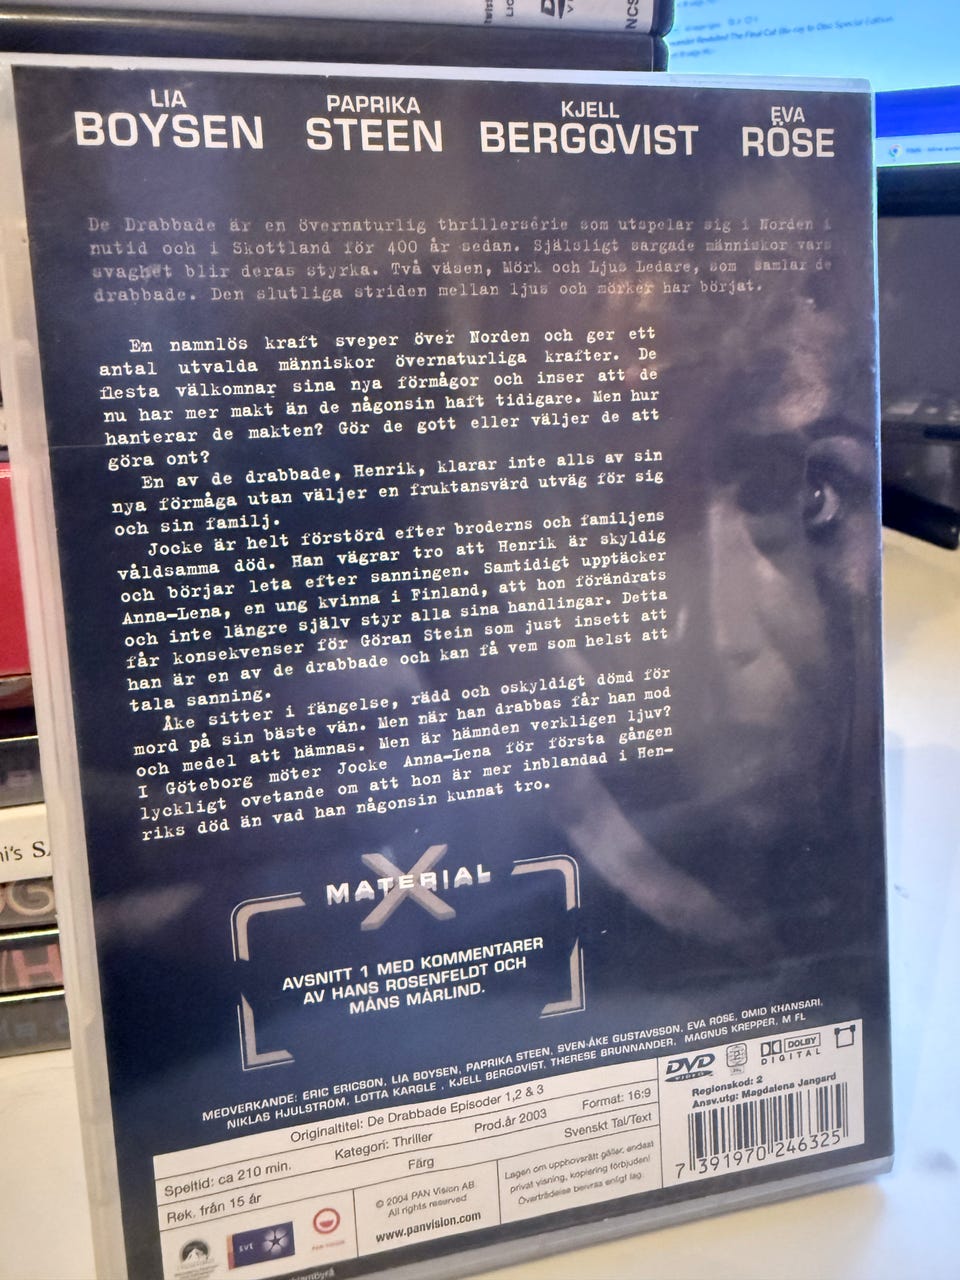 LIA
BOYSEN
PAPRIKA
STEEN
KJELL
BERGQVIST
EVA
RÖSE
De Drabbade är en övernaturlig thrillerserie som utspelar sig i Norden i
nutid och i Skottland för 400 år sedan. Själsligt sargade människor vars
svaghet blir deras styrka. Två väsen, Mörk och Ljus Ledare, som samlar de
drabbade. Den slutliga striden mellan ljus och mörker har börjat.
En namnlös kraft sveper över Norden och ger ett
antal utvalda människor övernaturliga krafter. De
flesta välkomnar sina nya förmågor och inser att de
nu har mer makt än de någonsin haft tidigare. Men hur
hanterar de makten? Gör de gott eller väljer de att
göra ont?
En av de drabbade, Henrik, klarar inte alls av sin
nya förmåga utan väljer en fruktansvärd utväg för sig
och sin familj.
Jocke är helt förstörd efter broderns och familjens
våldsamma död. Han vägrar tro att Henrik är skyldig
och börjar leta efter sanningen. Samtidigt upptäcker
Anna-Lena, en ung kvinna i Finland, att hon förändrats
och inte längre själv styr alla sina handlingar. Detta
får konsekvenser för Göran Stein som just insett att
han är en av de drabbade och kan få vem som helst att
tala sanning.
Åke sitter i fängelse, rädd och oskyldigt dömd för
mord på sin bäste vän. Men när han drabbas får han mod
och medel att hämnas. Men är hämnden verkligen ljuv?
I Göteborg möter Jocke Anna-Lena för första gången
lyckligt ovetande om att hon är mer inblandad i Hen-
riks död än vad han någonsin kunnat tro.
X MATERIAL
AVSNITT 1 MED KOMMENTARER
AV HANS ROSENFELDT OCH
MÅNS MÅRLIND.
MEDVERKANDE: ERIC ERICSON, LIA BOYSEN, PAPRIKA STEEN, SVEN-ÅKE GUSTAVSSON, EVA RÖSE, OMID KHANSARI,
NIKLAS HJULSTRÖM, LOTTA KARGLE, KJELL BERGQVIST, THERESE BRUNNANDER, MAGNUS KREPPER, M FL
Originaltitel: De Drabbade Episoder 1,2 & 3
Speltid: ca 210 min.
Kategori: Thriller
Prod.år 2003
Format: 16:9
Rek. från 15 år
Färg
Svenskt Tal/Text
© 2004 PAN Vision AB
All rights reserved
www.panvision.com
Lagen om upphovsrätt gäller, endast
privat visning, kopiering förbjuden!
Överträdelse beivras enligt lag.
DVD
VIDEO
DOLBY
DIGITAL
Regionskod: 2
Ansv.utg: Magdalena Jangard
7 391970 246325
SVT
PAN VISION